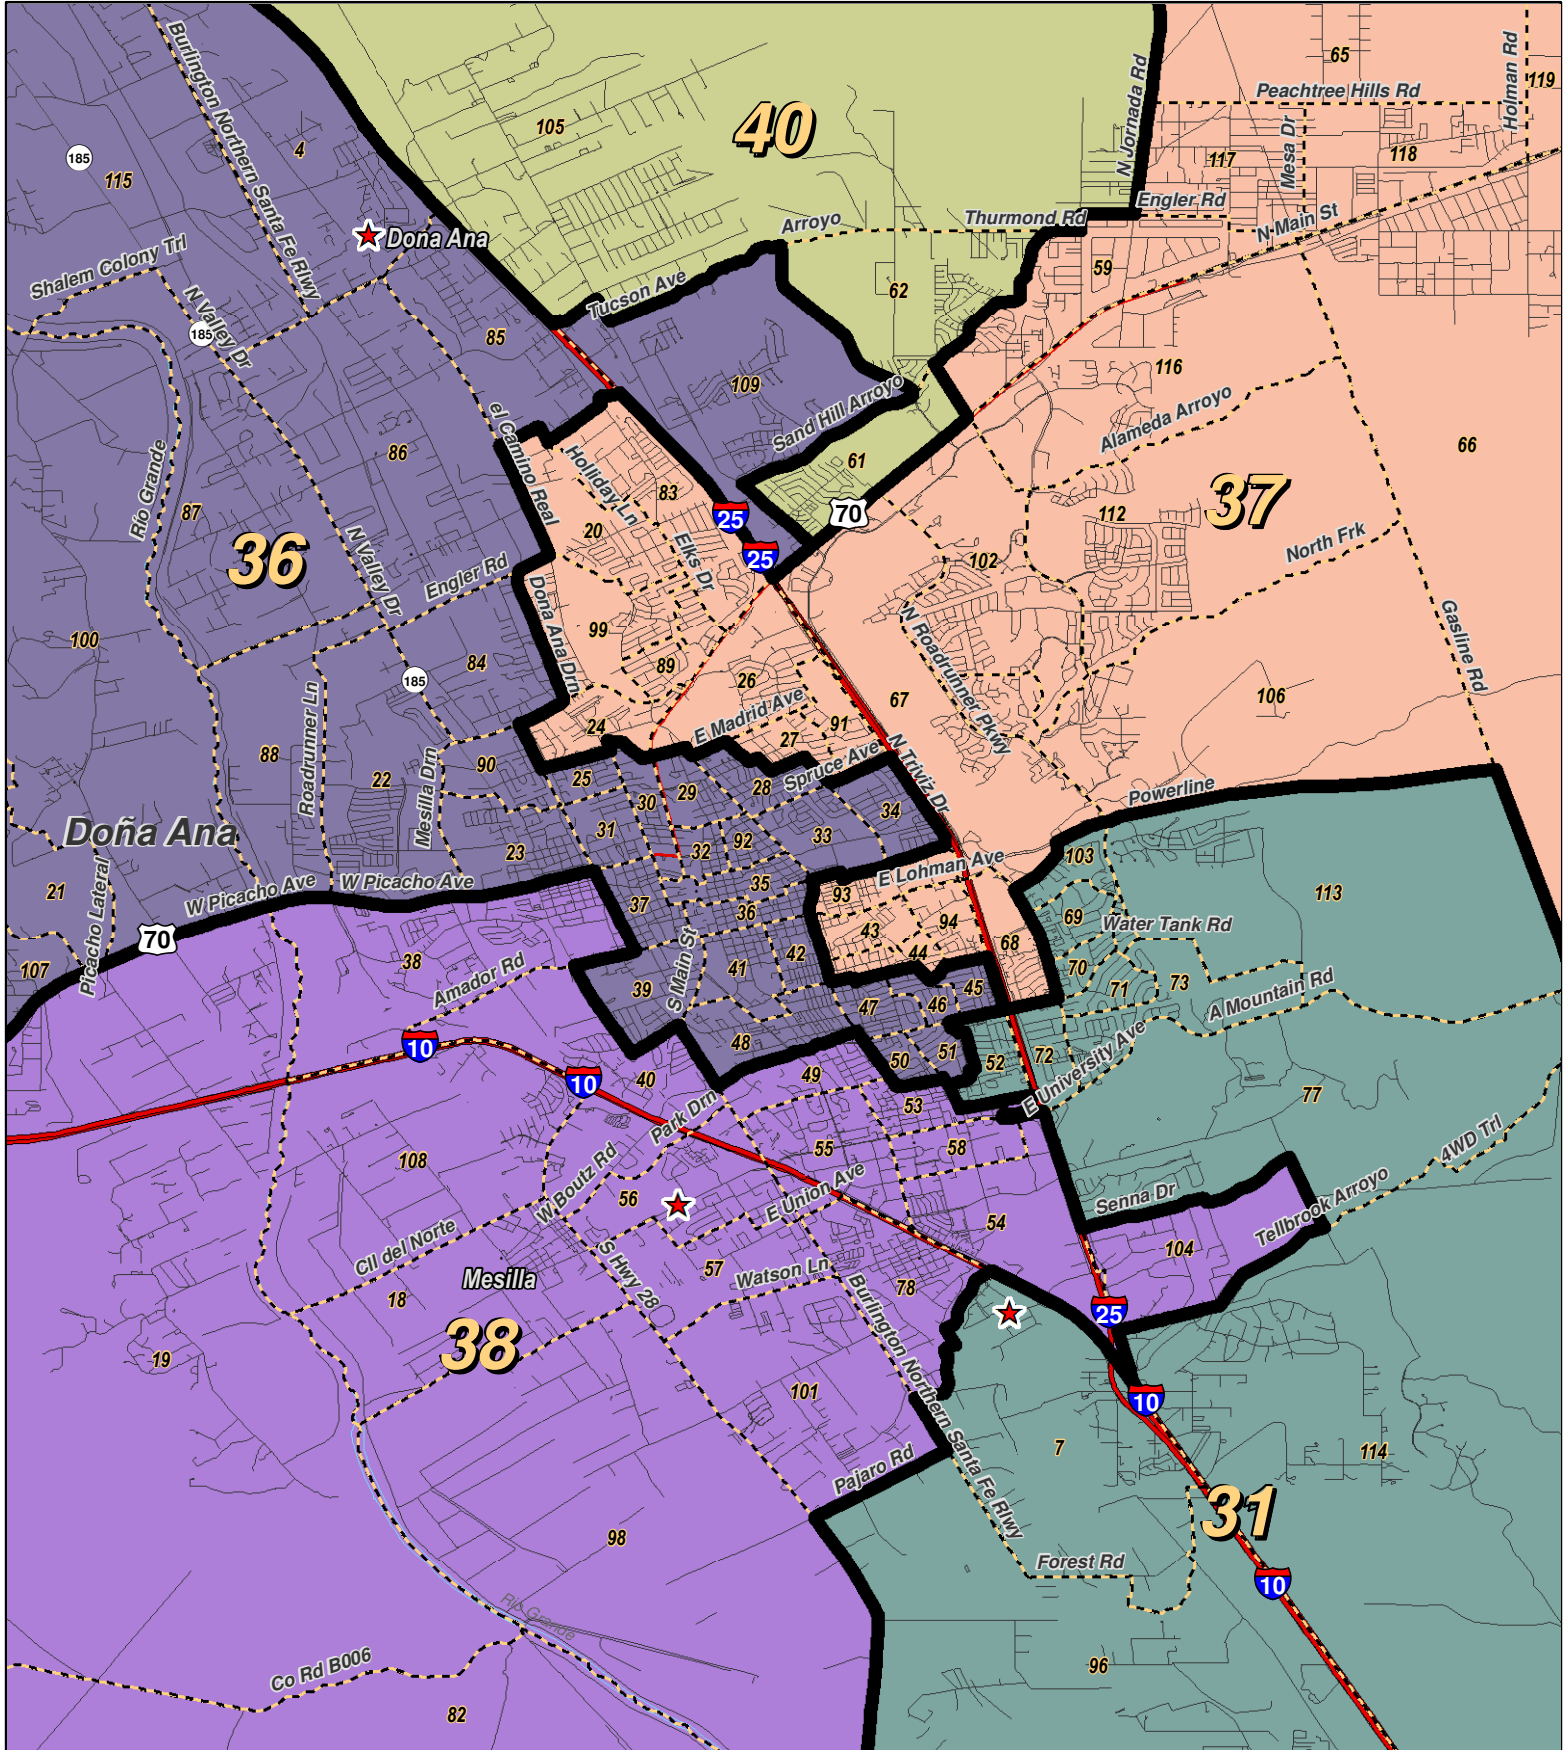 Burlington Northern Santa Fe Rlwy
65
Holman Rd
119
Peachtree Hills Rd
N Jornada Rd
105
40
4
185
115
117
Mesa Dr
118
Engler Rd
Arroyo
Thurmond Rd
N Main St
Dona Ana
Shalem Colony Trl
59
Tucson Ave
62
N Valley Dr
185
85
116
109
Sand Hill Arroyo
Alameda Arroyo
el Camino Real
66
86
Rio Grande
Holliday Ln
61
83
87
36
20
25
70
37
112
N Valley Dr
Elks Dr
25
102
North Frk
Engler Rd
Dona Ana Drn
N Roadrunner Pkwy
Gasline Rd
100
99
84
89
185
26
67
106
Roadrunner Ln
E Madrid Ave
91
24
27
88
22
Mesilla Drn
90
25
Spruce Ave
N Triviz Dr
28
29
30
Powerline
34
Doña Ana
31
33
92
32
23
103
E Lohman Ave
35
93
21
W Picacho Ave
W Picacho Ave
113
37
36
69
94
Water Tank Rd
43
70
Picacho Lateral
68
44
42
107
38
41
70
Amador Rd
S Main St
73
71
39
45
A Mountain Rd
46
47
10
48
51
50
72
52
E University Ave
49
40
10
77
53
Park Drn
4WD Trl
55
58
108
W Boutz Rd
56
E Union Ave
Senna Dr
54
Tellbrook Arroyo
Cll del Norte
104
57
Watson Ln
Mesilla
S Hwy 28
78
18
25
38
Burlington Northern Santa Fe Rlwy
19
101
10
7
114
Pajaro Rd
31
98
Forest Rd
10
Rio Grande
Co Rd B006
96
82